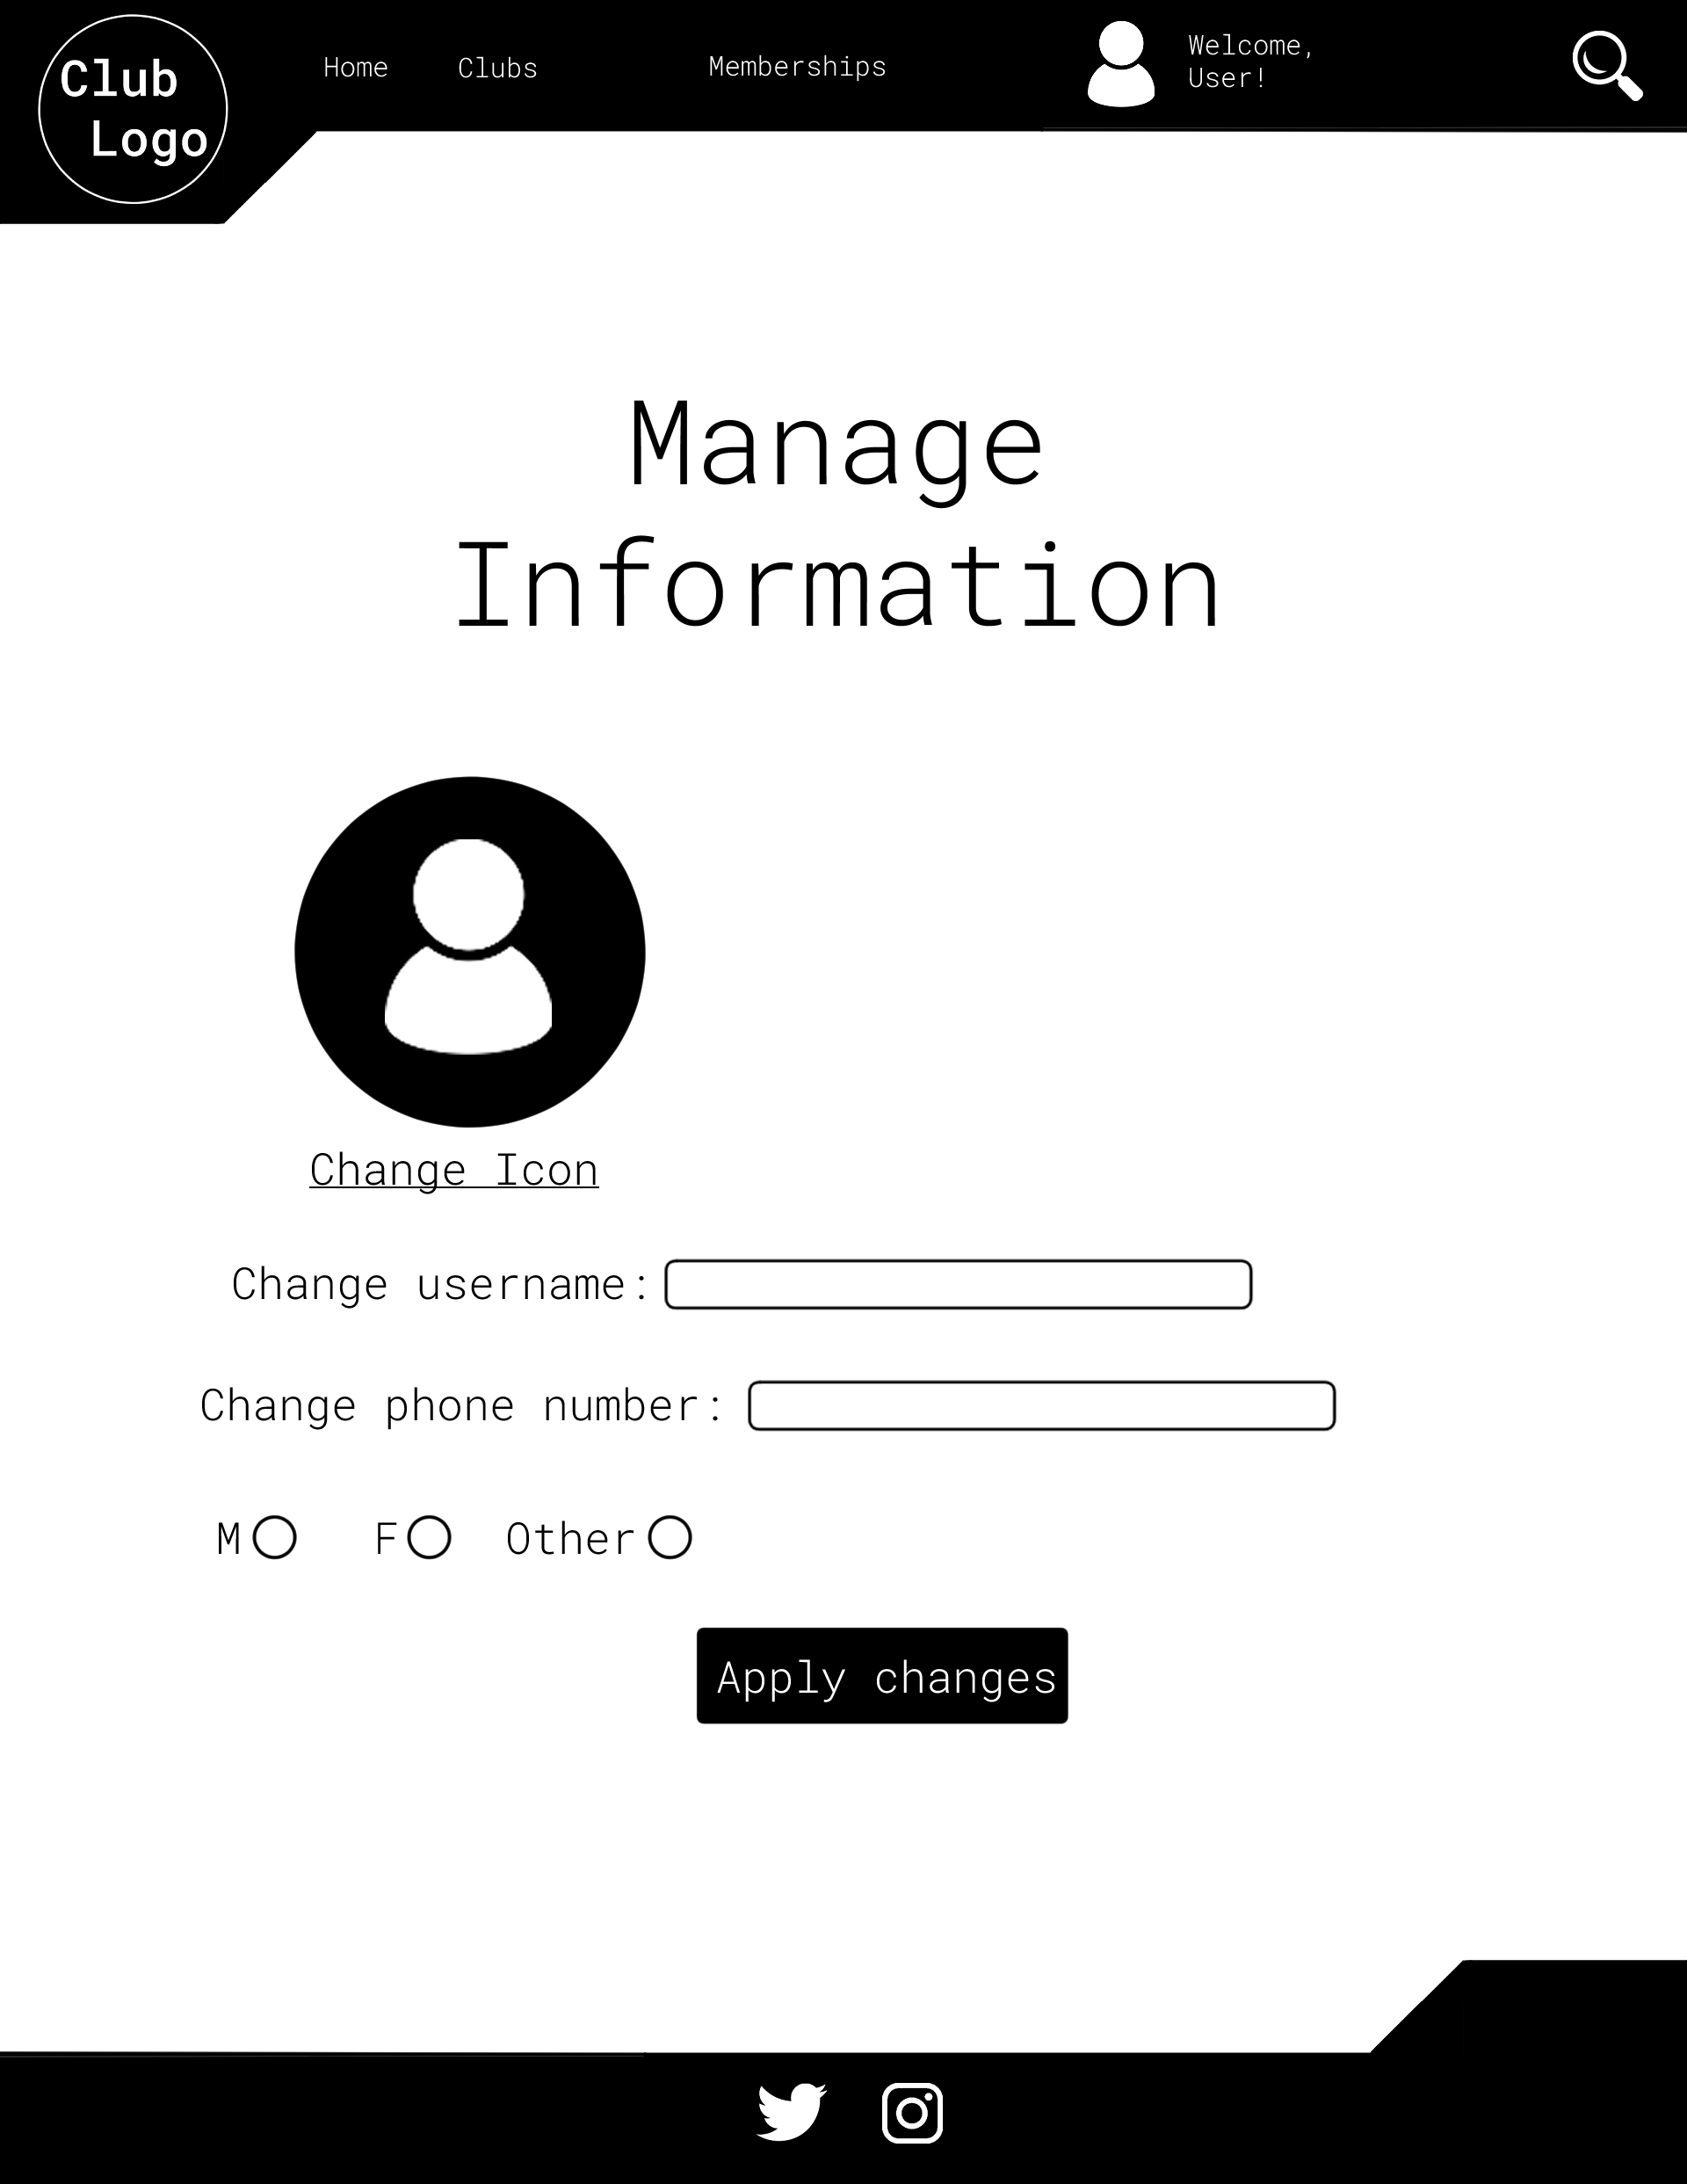 Club
Logo
Home
Clubs
Memberships
Welcome,
User!
Manage
Information
Change Icon
Change username:
Change phone number:
M
F
Other
Apply changes